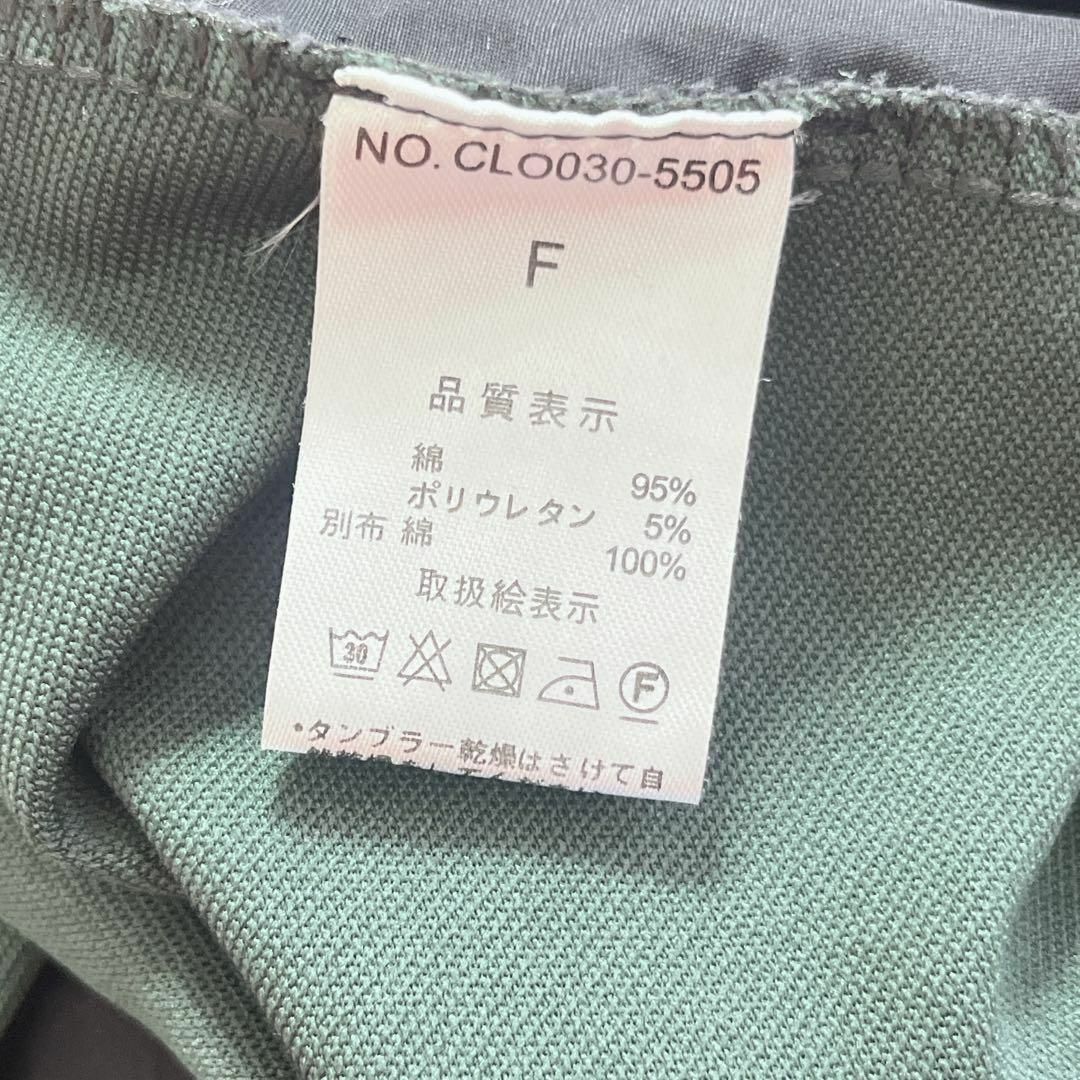 NO. CLO030-5505
F
品質表示
綿 95%
ポリウレタン 5%
別布 綿 100%
取扱絵表示
30 F
・タンブラー乾燥はさけて自